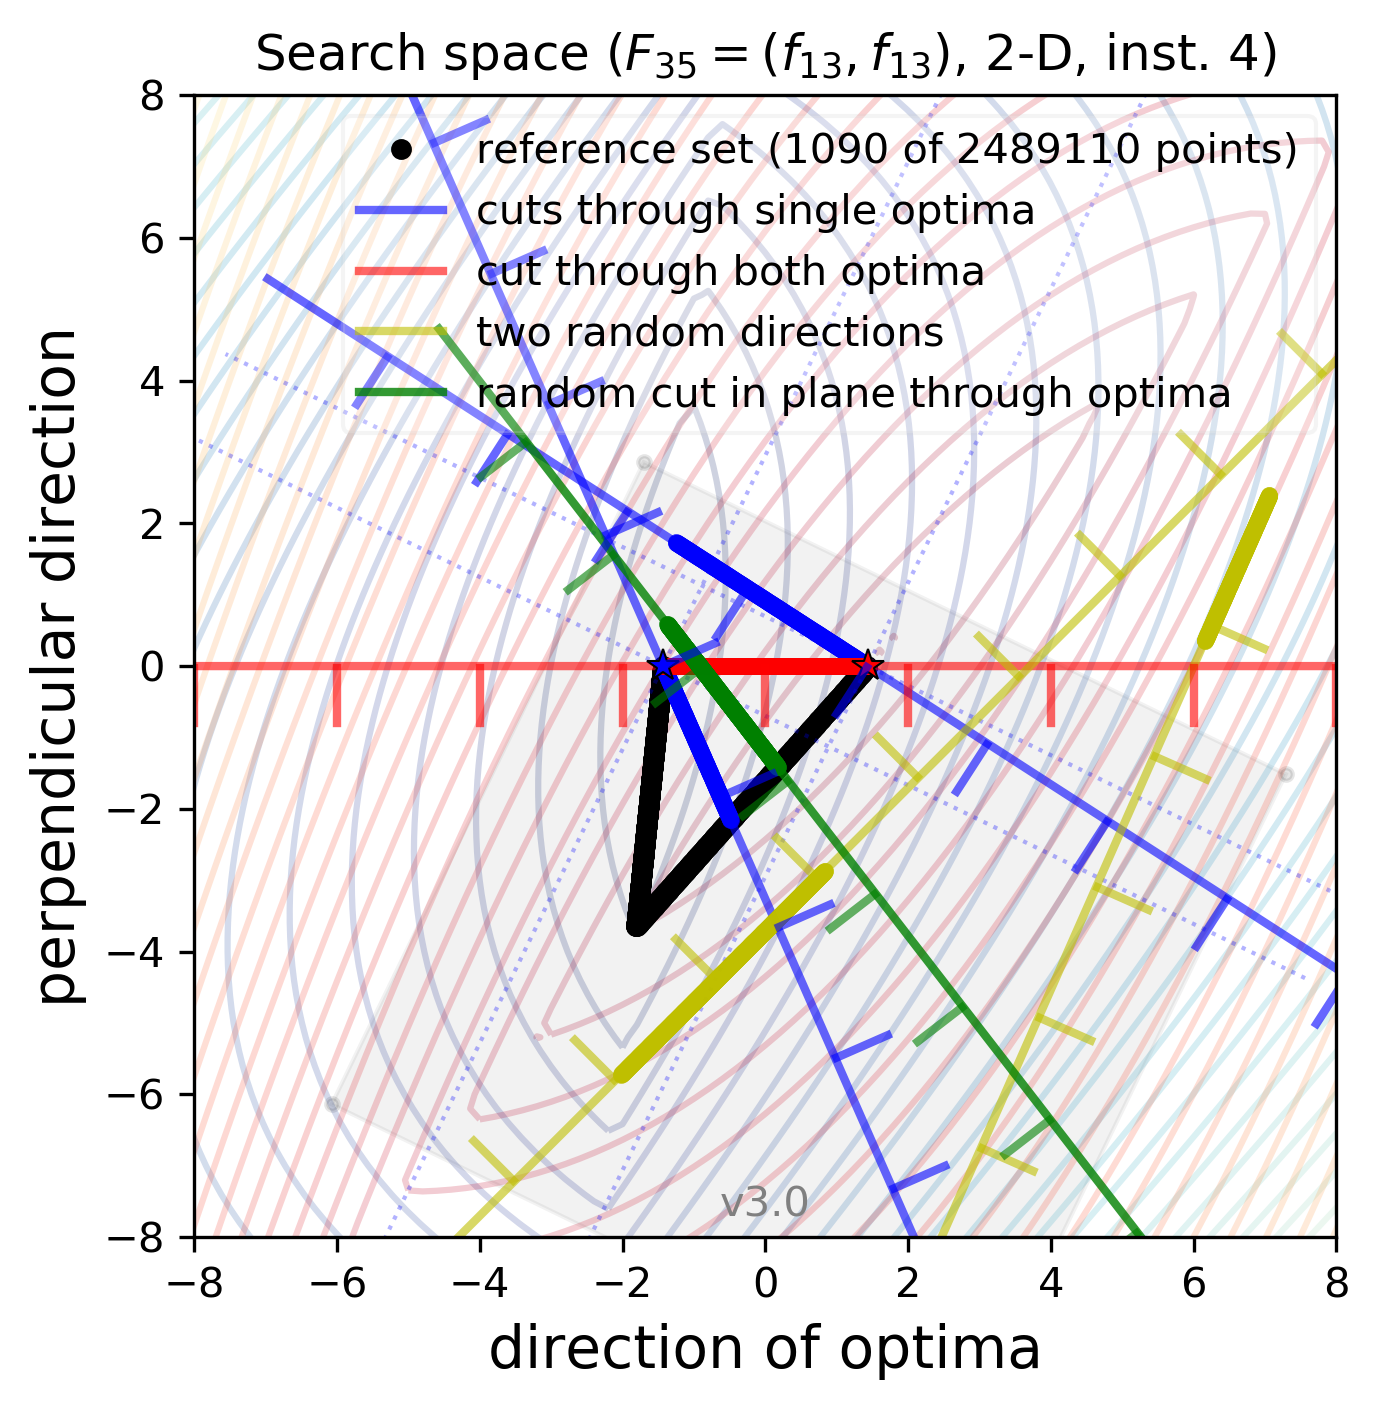 Search space ($F_{35} = (f_{13}, f_{13})$, 2-D, inst. 4)
8
6
4
2
0
−2
−4
−6
−8
perpendicular direction
reference set (1090 of 2489110 points)
cuts through single optima
cut through both optima
two random directions
random cut in plane through optima
v3.0
−8 −6 −4 −2 0 2 4 6 8
direction of optima